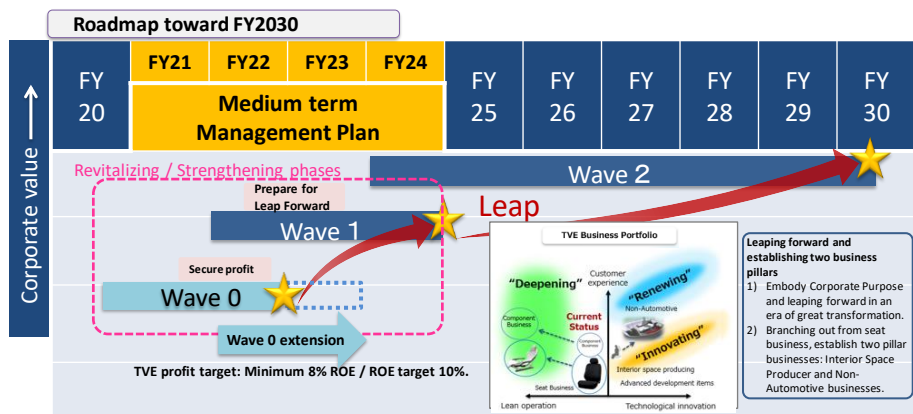 Roadmap toward FY2030
Corporate value
FY
20
FY21
FY22
FY23
FY24
Medium term
Management Plan
FY
25
FY
26
FY
27
FY
28
FY
29
FY
30
Revitalizing / Strengthening phases
Wave 2
Prepare for
Leap Forward
Wave 1
Leap
Secure profit
Wave 0
Wave 0 extension
TVE profit target: Minimum 8% ROE / ROE target 10%.
TVE Business Portfolio
Customer
experience
"Deepening"
"Renewing"
Non-Automotive
Current
Status
Component
Business
Component
Business
"Innovating"
Interior space producing
Seat Business
Advanced development items
Lean operation
Technological innovation
Leaping forward and
establishing two business
pillars
1) Embody Corporate Purpose
and leaping forward in an
era of great transformation.
2) Branching out from seat
business, establish two pillar
businesses: Interior Space
Producer and Non-
Automotive businesses.